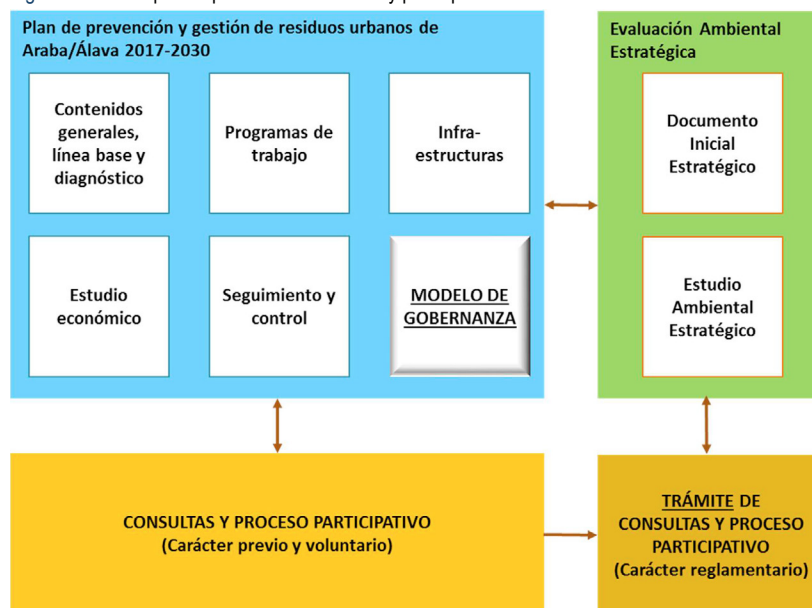 Plan de prevención y gestión de residuos urbanos de
Araba/Álava 2017-2030
Contenidos
generales,
línea base y
diagnóstico
Programas de
trabajo
Infra-
estructuras
Estudio
económico
Seguimiento y
control
MODELO DE
GOBERNANZA
Evaluación Ambiental
Estratégica
Documento
Inicial
Estratégico
Estudio
Ambiental
Estratégico
CONSULTAS Y PROCESO PARTICIPATIVO
(Carácter previo y voluntario)
TRÁMITE DE
CONSULTAS Y PROCESO
PARTICIPATIVO
(Carácter reglamentario)